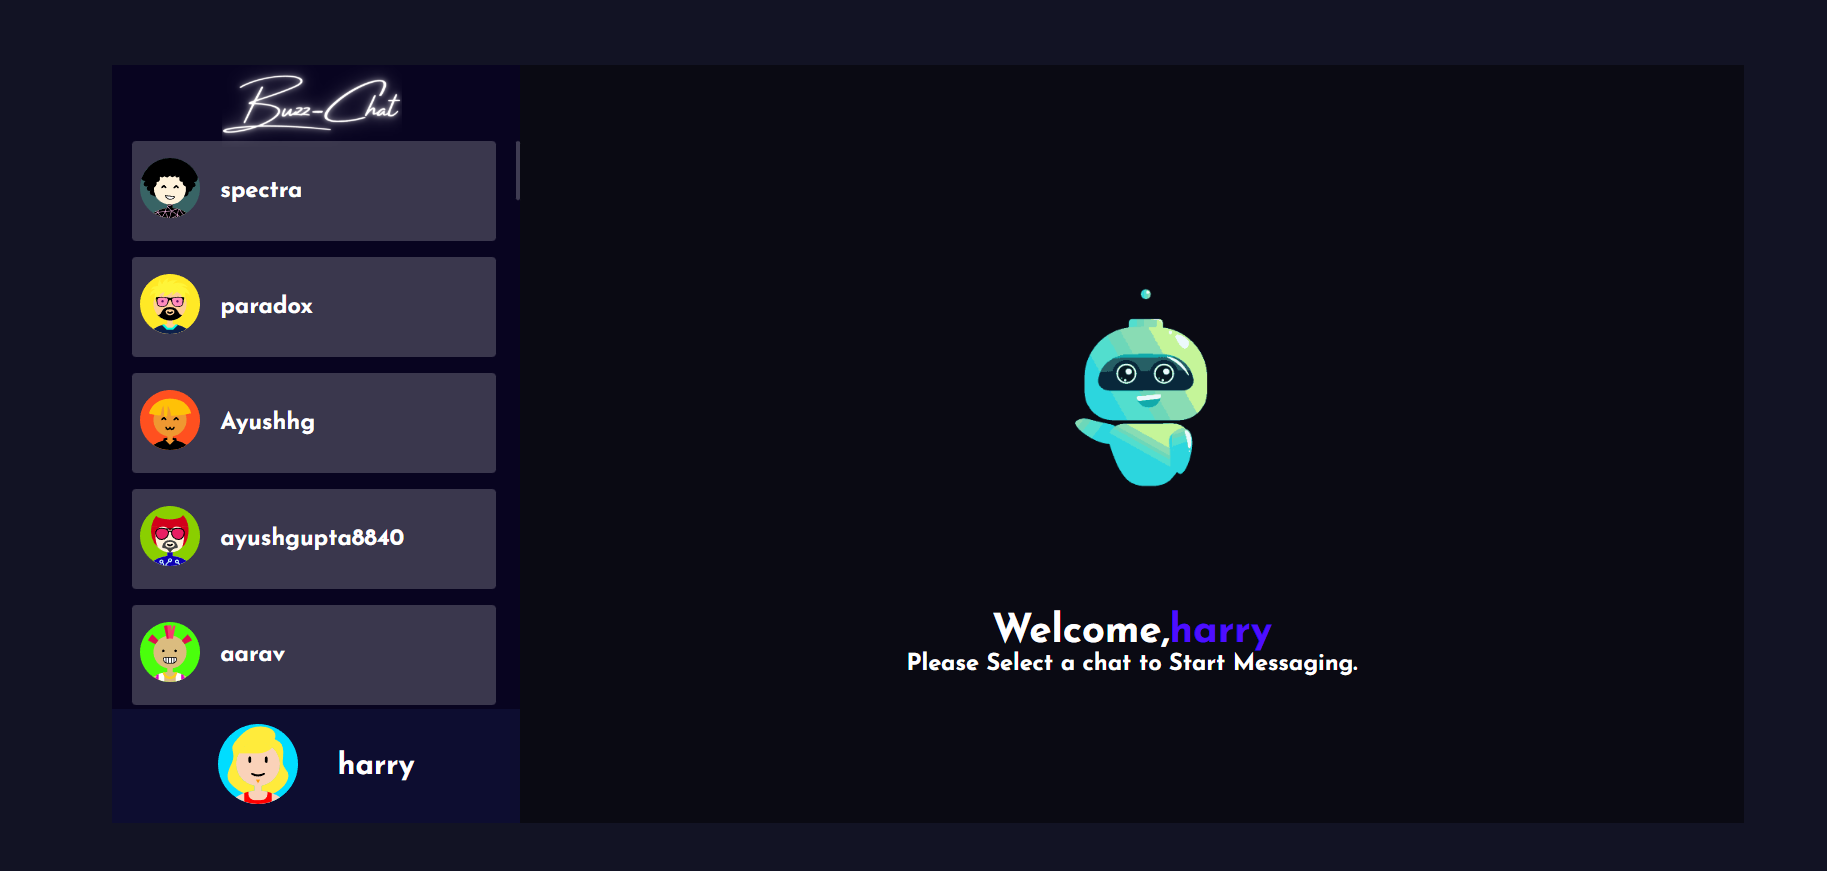 Buzz-Chat
spectra
paradox
Ayushhg
ayushgupta8840
aarav
harry
Welcome,harry
Please Select a chat to Start Messaging.